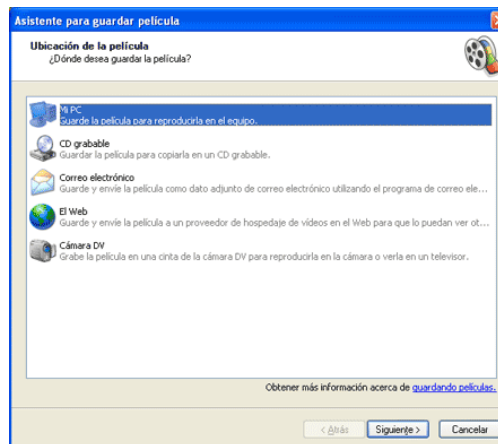 Asistente para guardar película
Ubicación de la película
¿Dónde desea guardar la película?
Mi PC
Guarde la película para reproducirla en el equipo.
CD grabable
Guardar la película para copiarla en un CD grabable.
Correo electrónico
Guarde y envíe la película como dato adjunto de correo electrónico utilizando el programa de correo ele...
El Web
Guarde y envíe la película a un proveedor de hospedaje de vídeos en el Web para que lo puedan ver ot...
Cámara DV
Grabe la película en una cinta de la cámara DV para reproducirla en la cámara o verla en un televisor.
Obtener más información acerca de guardando películas.
< Atrás Siguiente > Cancelar